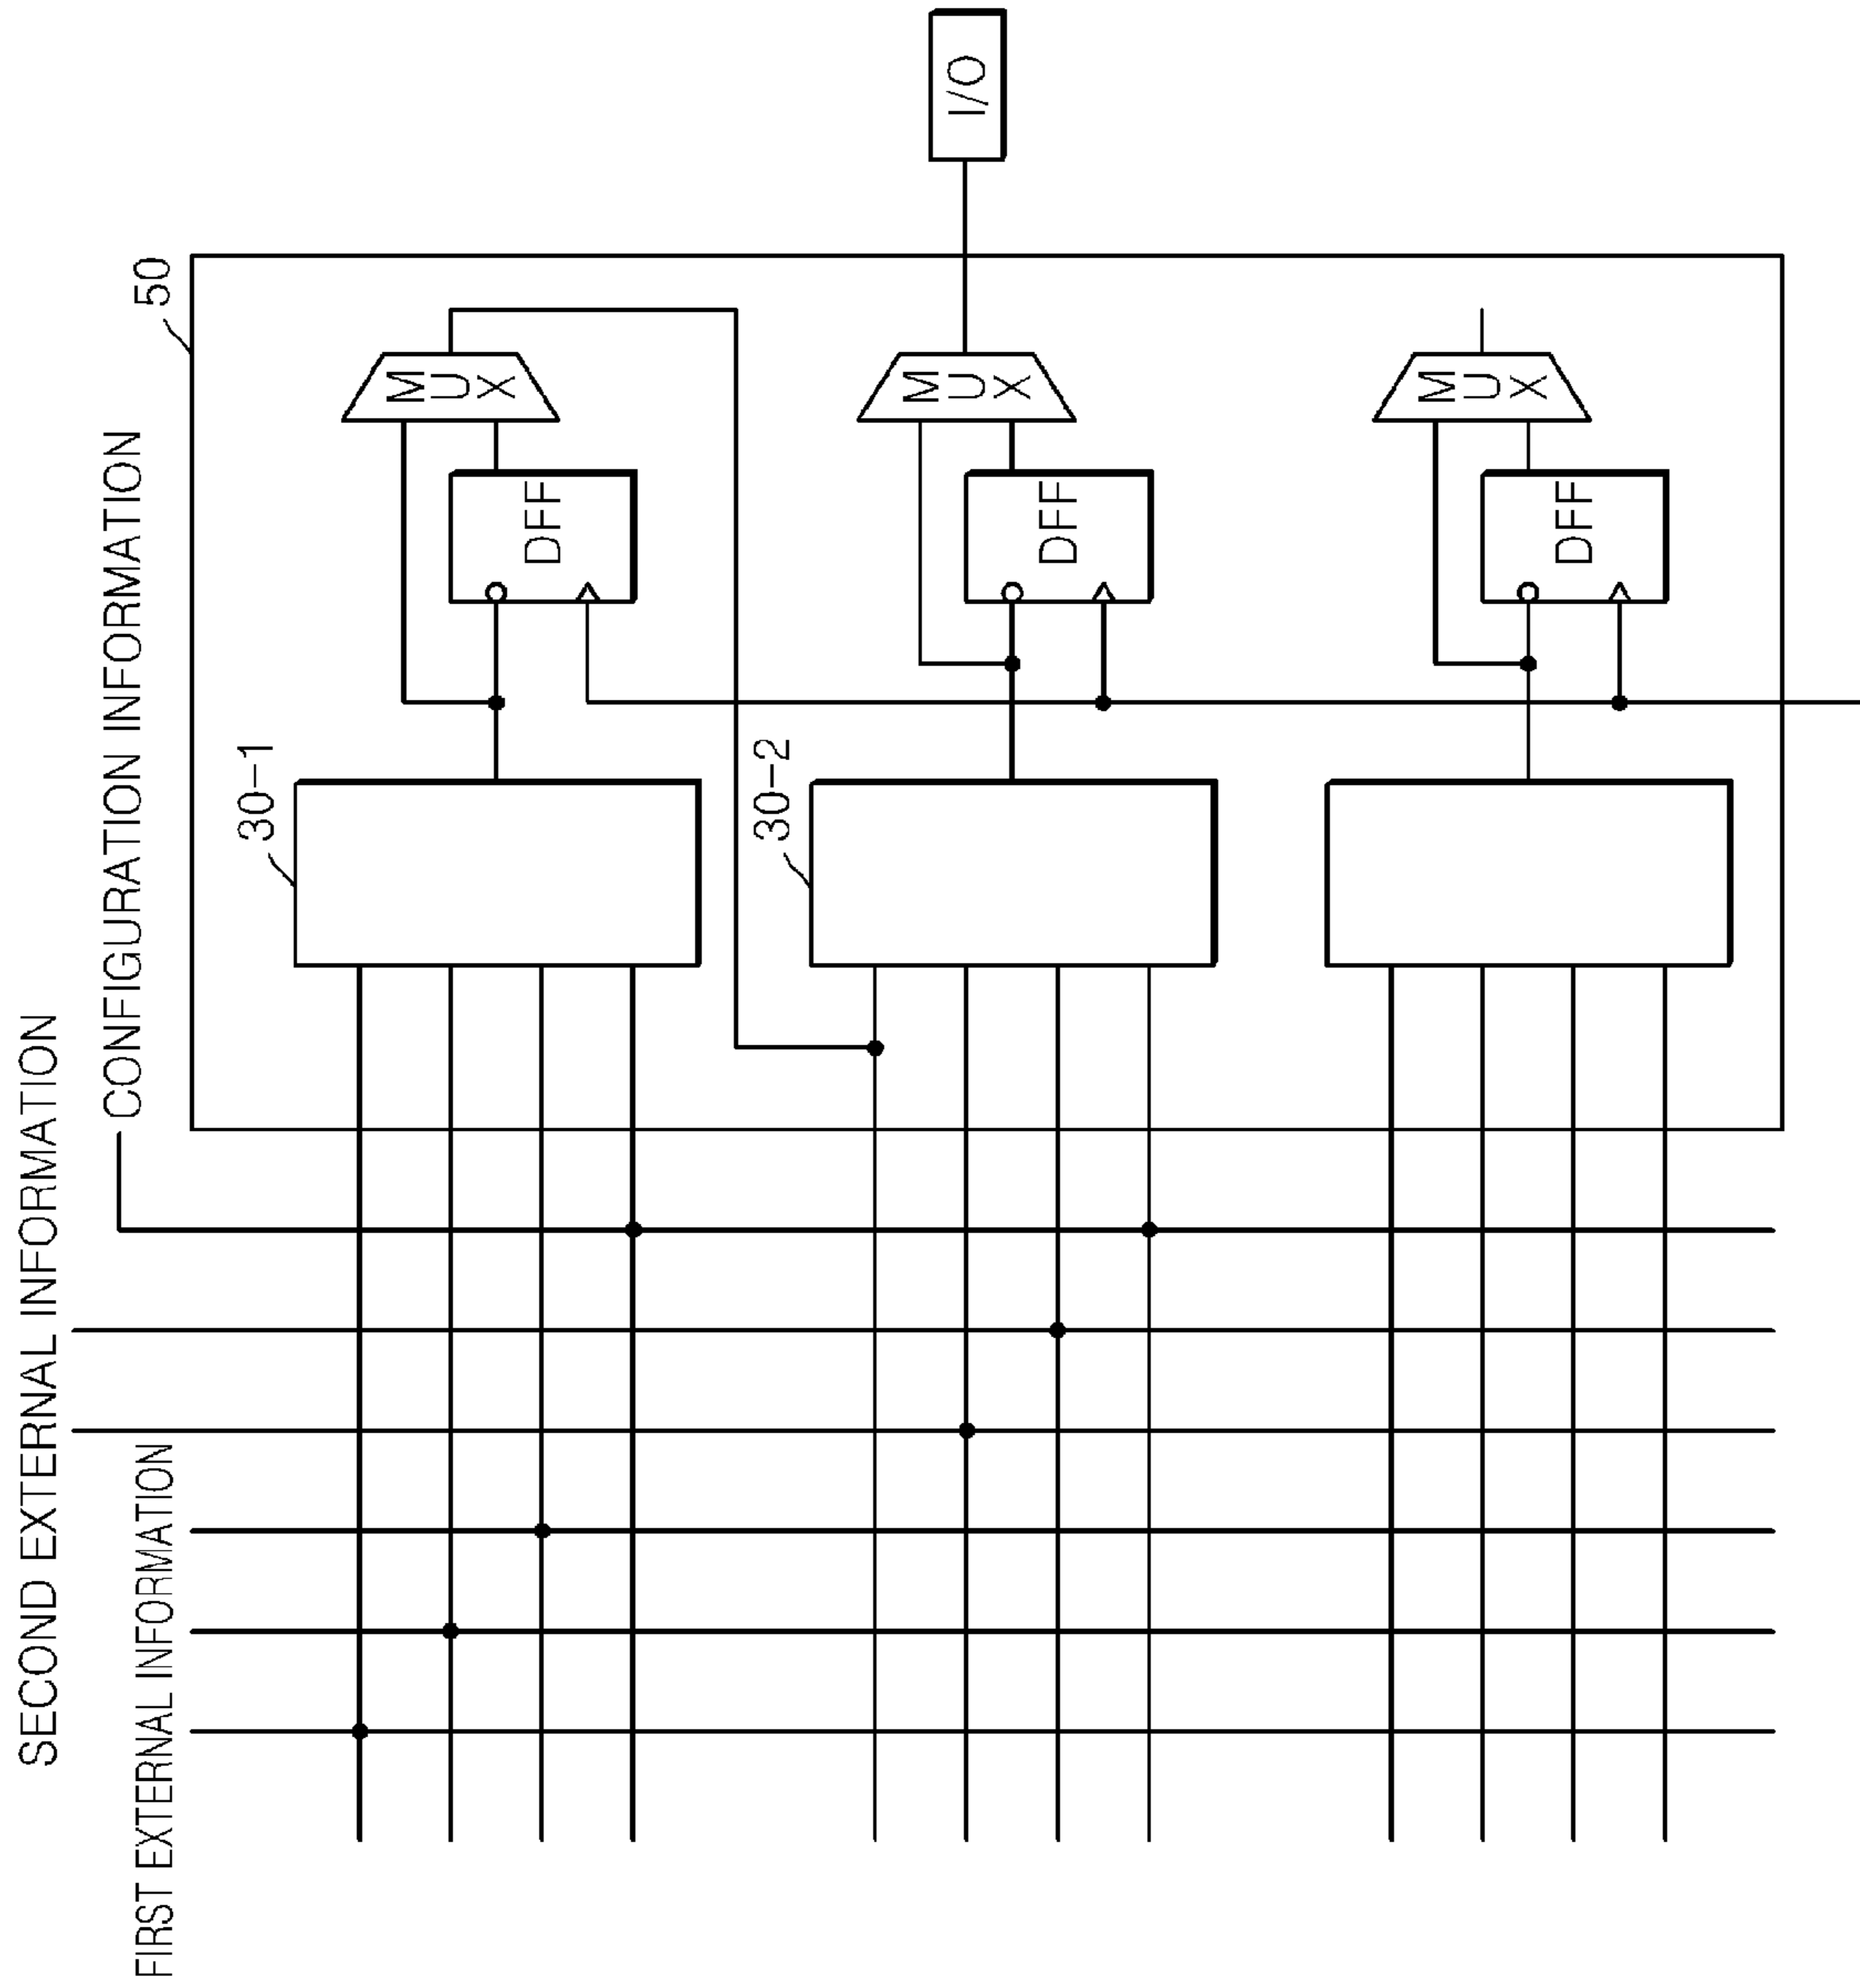 SECOND EXTERNAL INFORMATION
FIRST EXTERNAL INFORMATION
CONFIGURATION INFORMATION
50
30-1
DFF
MUX
30-2
DFF
MUX
I/O
DFF
MUX